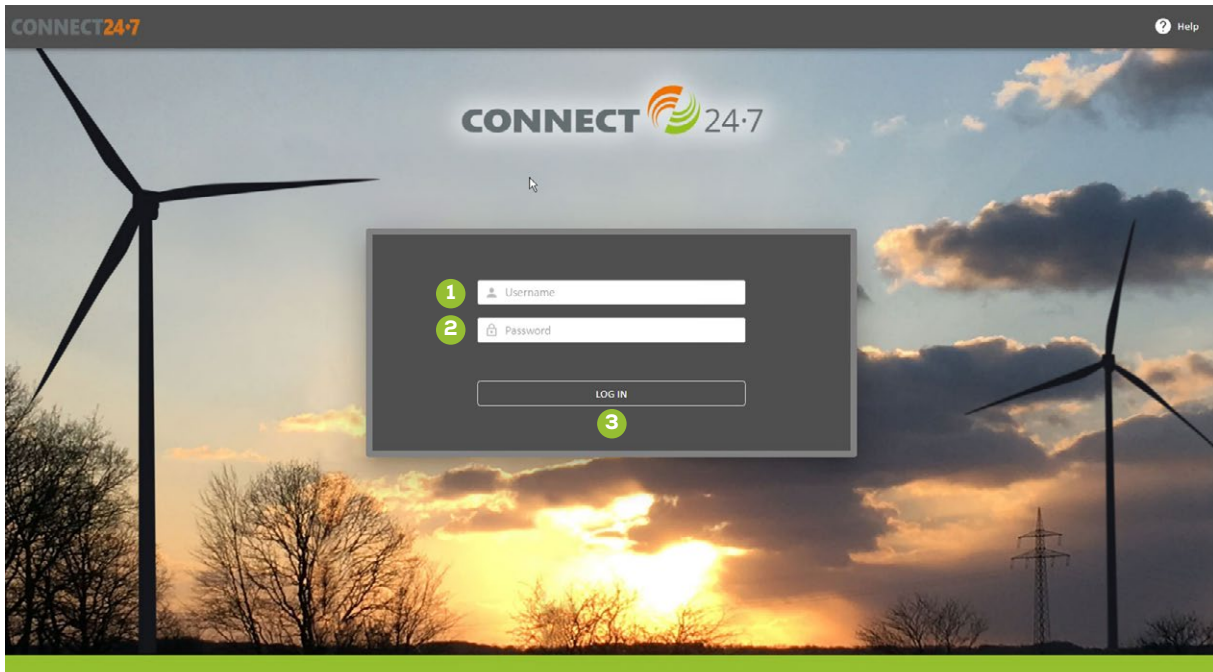 CONNECT24·7
Help
CONNECT 24·7
1 Username
2 Password
LOG IN
3